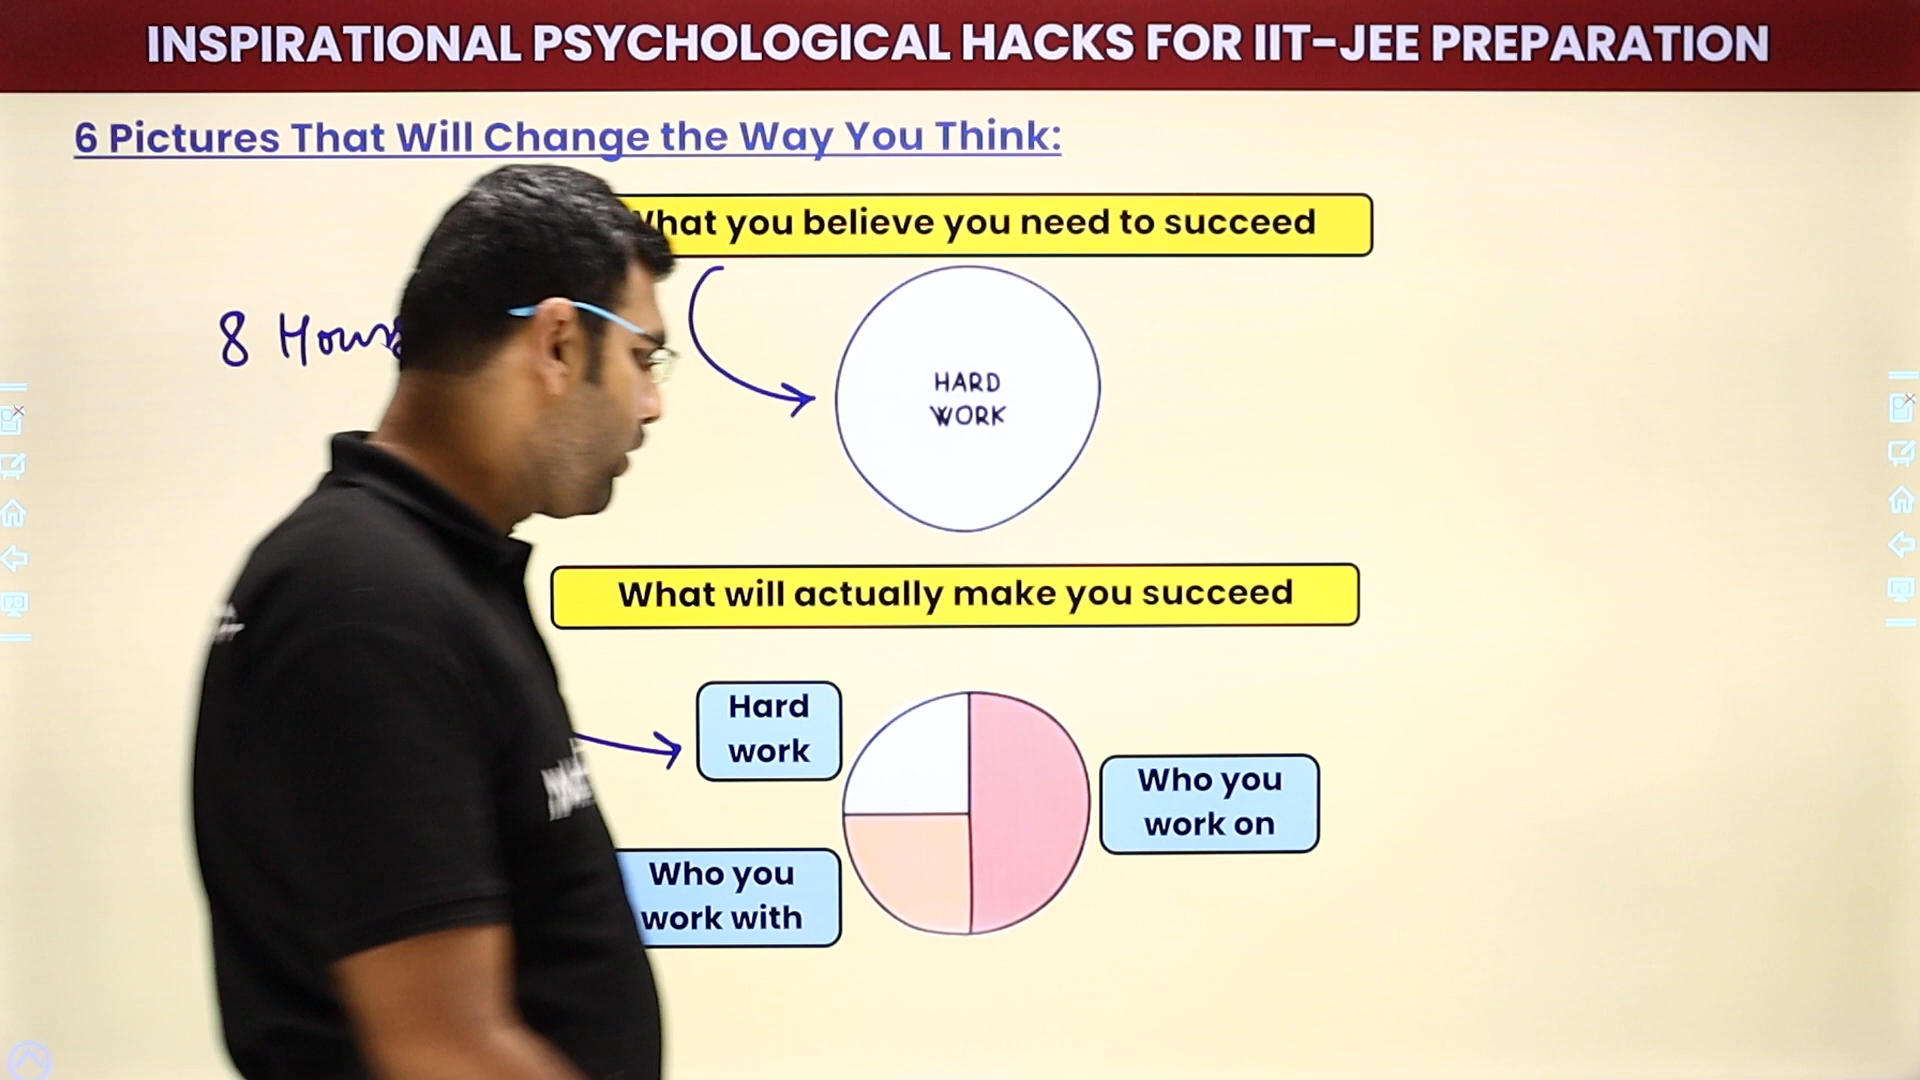 INSPIRATIONAL PSYCHOLOGICAL HACKS FOR IIT-JEE PREPARATION
6 Pictures That Will Change the Way You Think:
What you believe you need to succeed
8 Hours
HARD
WORK
What will actually make you succeed
Hard
work
Who you
work on
Who you
work with